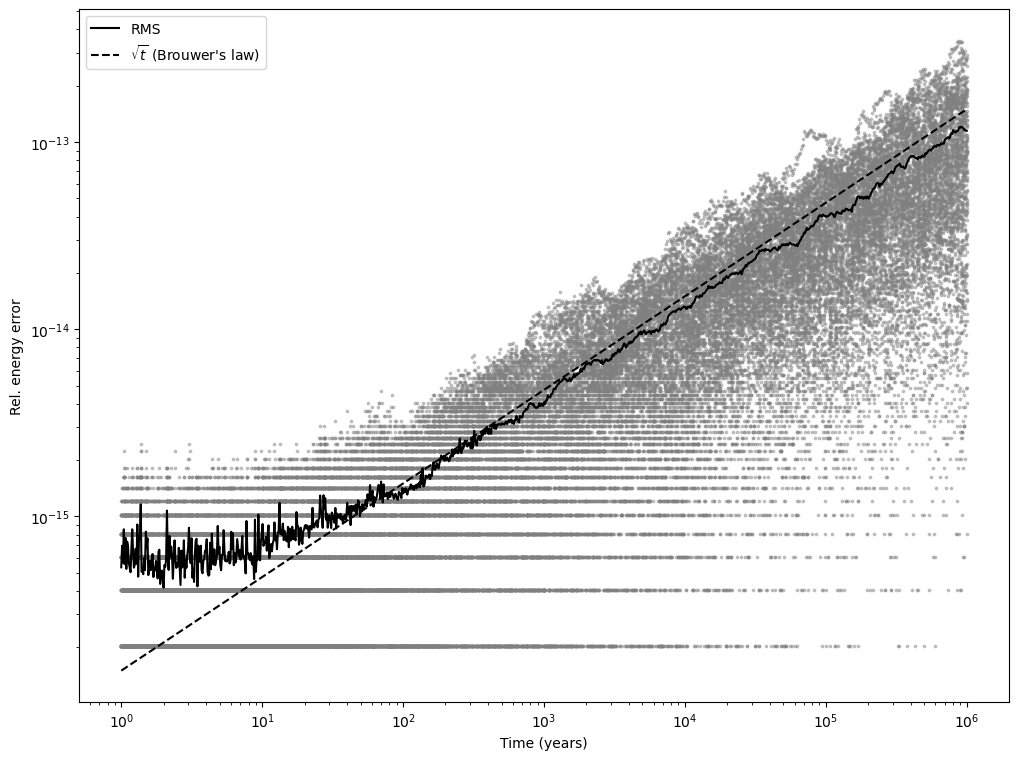 RMS
√t (Brouwer's law)
10⁻¹³
10⁻¹⁴
10⁻¹⁵
Rel. energy error
10⁰ 10¹ 10² 10³ 10⁴ 10⁵ 10⁶
Time (years)